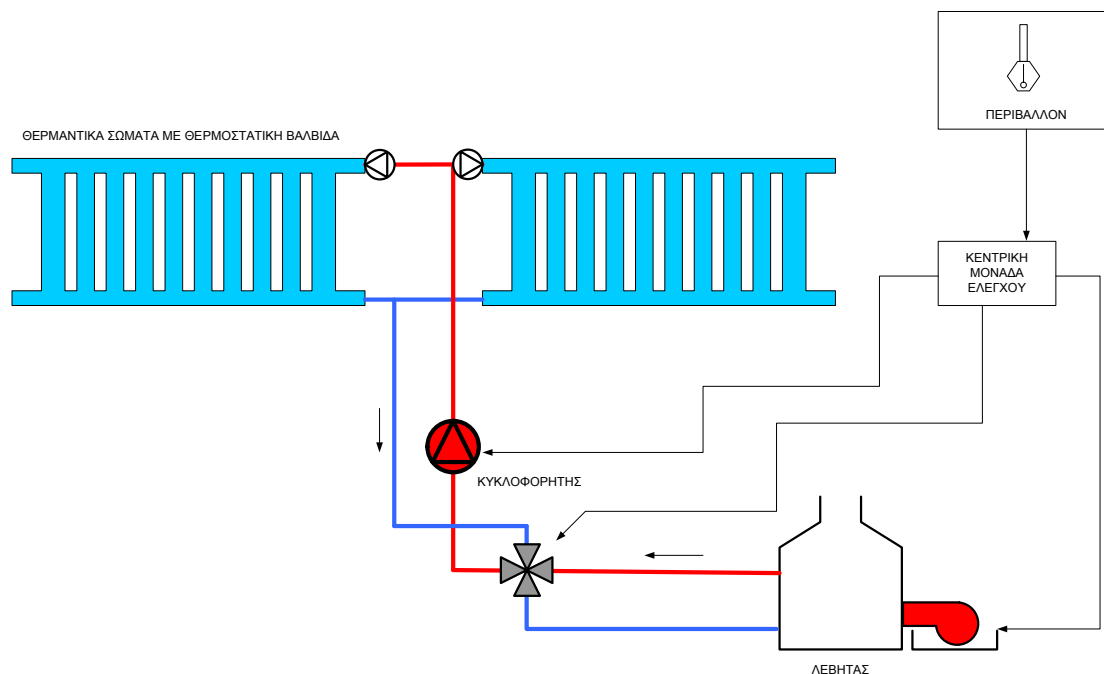 ΠΕΡΙΒΑΛΛΟΝ
ΘΕΡΜΑΝΤΙΚΑ ΣΩΜΑΤΑ ΜΕ ΘΕΡΜΟΣΤΑΤΙΚΗ ΒΑΛΒΙΔΑ
ΚΕΝΤΡΙΚΗ
ΜΟΝΑΔΑ
ΕΛΕΓΧΟΥ
ΚΥΚΛΟΦΟΡΗΤΗΣ
ΛΕΒΗΤΑΣ